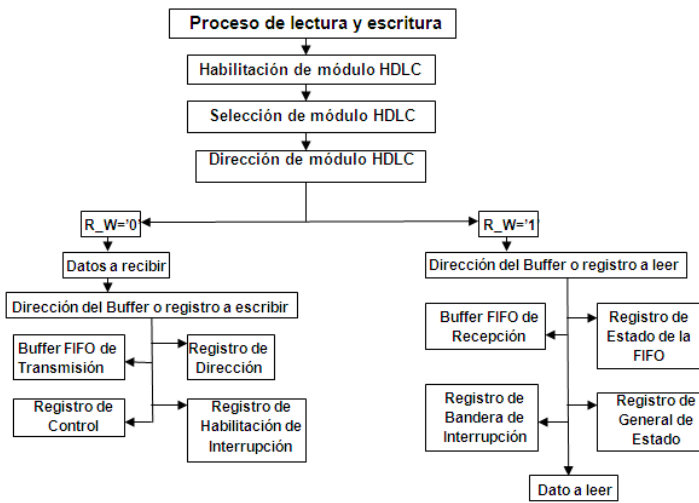 Proceso de lectura y escritura
Habilitación de módulo HDLC
Selección de módulo HDLC
Dirección de módulo HDLC
R_W='0'
Datos a recibir
Dirección del Buffer o registro a escribir
Buffer FIFO de
Transmisión
Registro de
Dirección
Registro de
Control
Registro de
Habilitación de
Interrupción
R_W='1'
Dirección del Buffer o registro a leer
Buffer FIFO de
Recepción
Registro de
Estado de la
FIFO
Registro de
Bandera de
Interrupción
Registro de
General de
Estado
Dato a leer